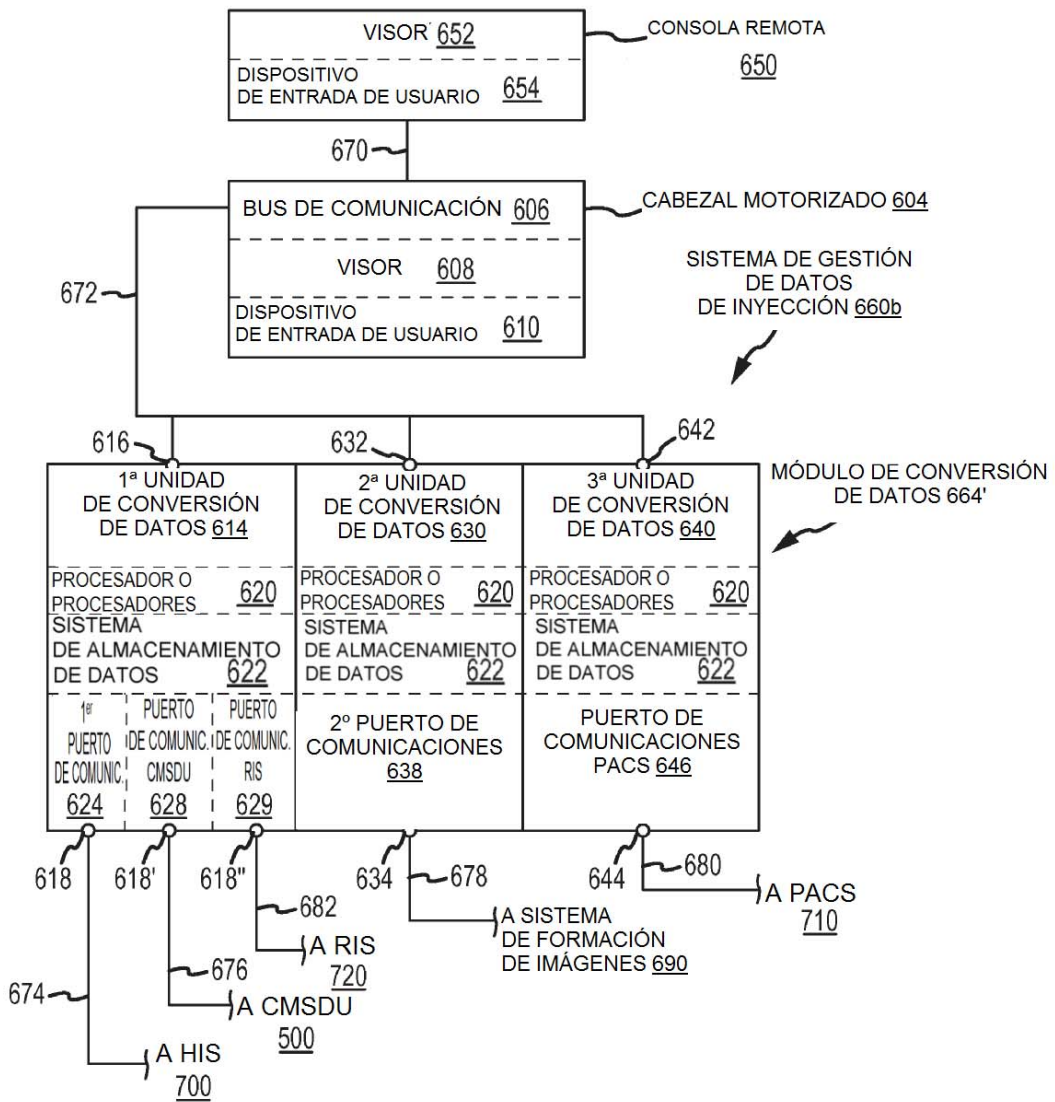 VISOR' 652
DISPOSITIVO
DE ENTRADA DE USUARIO 654
CONSOLA REMOTA
650
670
BUS DE COMUNICACIÓN 606
VISOR 608
DISPOSITIVO
DE ENTRADA DE USUARIO 610
CABEZAL MOTORIZADO 604
672
SISTEMA DE GESTIÓN
DE DATOS
DE INYECCIÓN 660b
616
632
642
MÓDULO DE CONVERSIÓN
DE DATOS 664'
1ª UNIDAD
DE CONVERSIÓN
DE DATOS 614
PROCESADOR O
PROCESADORES 620
SISTEMA
DE ALMACENAMIENTO
DE DATOS 622
1er
PUERTO
DE COMUNIC.
624
PUERTO
DE COMUNIC.
CMSDU
628
PUERTO
DE COMUNIC.
RIS
629
2ª UNIDAD
DE CONVERSIÓN
DE DATOS 630
PROCESADOR O
PROCESADORES 620
SISTEMA
DE ALMACENAMIENTO
DE DATOS 622
2º PUERTO DE
COMUNICACIONES
638
3ª UNIDAD
DE CONVERSIÓN
DE DATOS 640
PROCESADOR O
PROCESADORES 620
SISTEMA
DE ALMACENAMIENTO
DE DATOS 622
PUERTO DE
COMUNICACIONES
PACS 646
618
618'
618"
634
678
644
680
A PACS
710
682
A SISTEMA
DE FORMACIÓN
DE IMÁGENES 690
A RIS
720
676
674
A CMSDU
500
A HIS
700